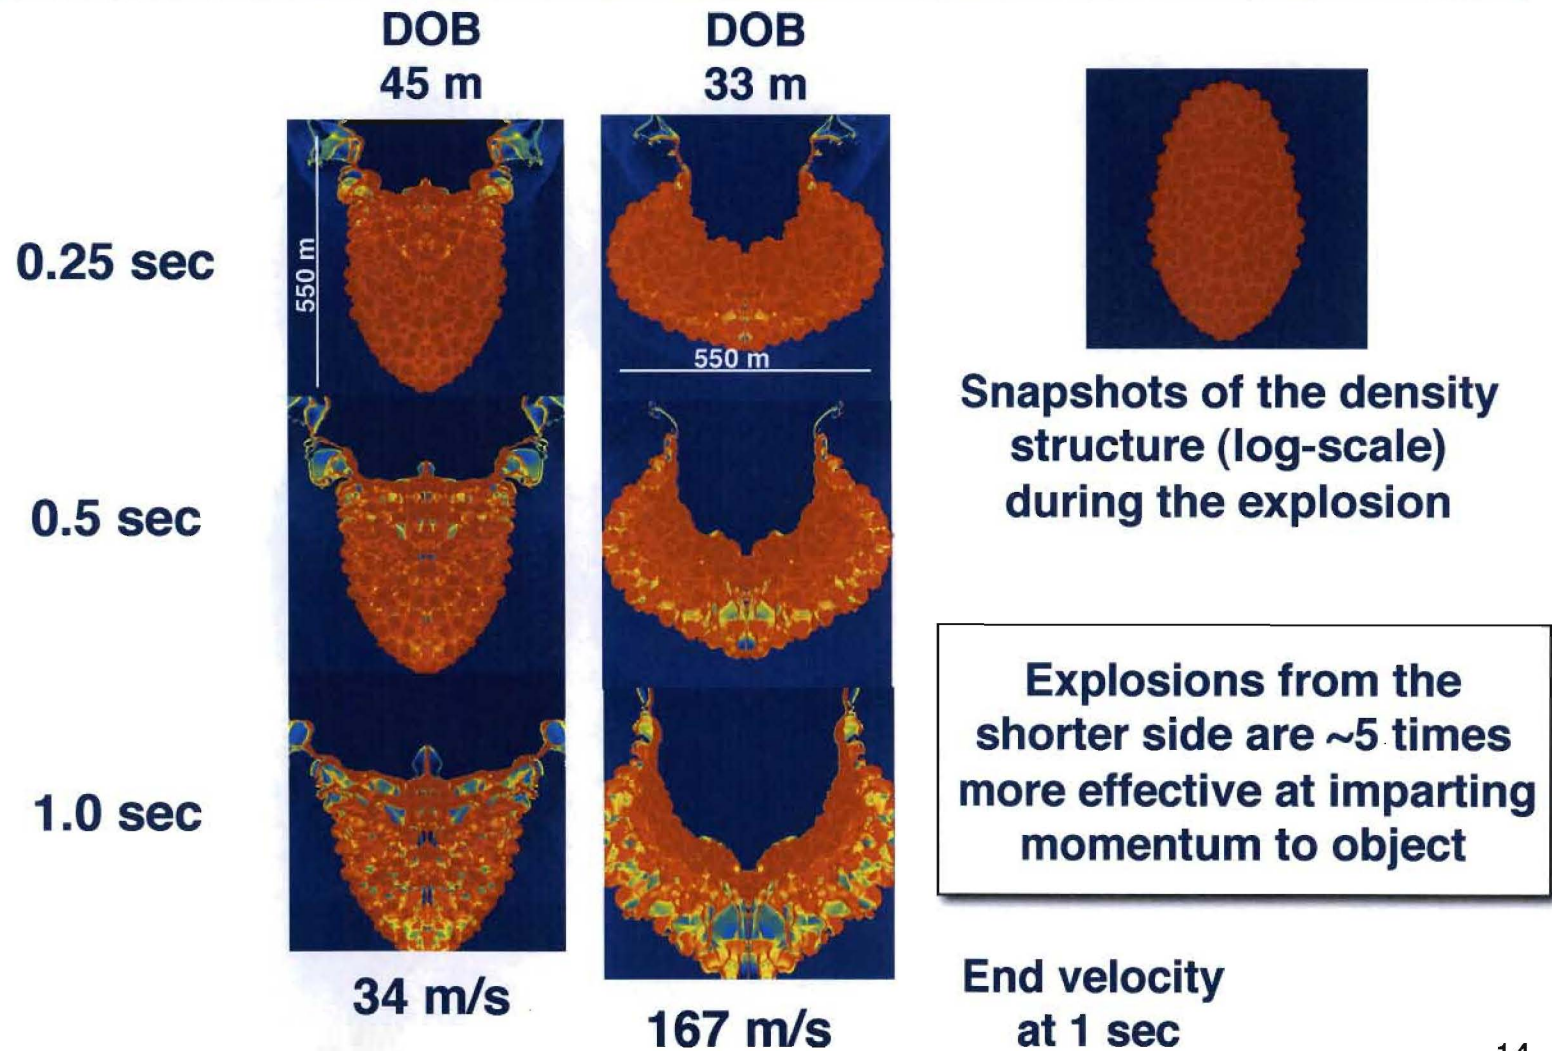 DOB
45 m
DOB
33 m
0.25 sec
550 m
550 m
0.5 sec
1.0 sec
34 m/s
167 m/s
Snapshots of the density
structure (log-scale)
during the explosion
Explosions from the
shorter side are ~5 times
more effective at imparting
momentum to object
End velocity
at 1 sec